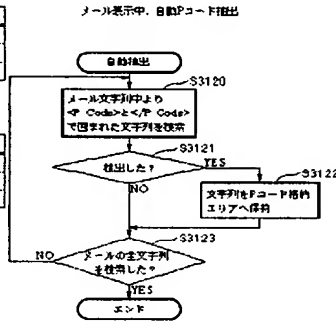 メール表示中、自動Pコード抽出
自動抽出
S3120
メール文字列中より
<P Code>と</P Code>
で囲まれた文字列を検索
S3121
検出した?
YES
NO
S3122
文字列をPコード格納
エリアへ保存
S3123
NO
メールの全文字列
を検索した?
YES
エンド